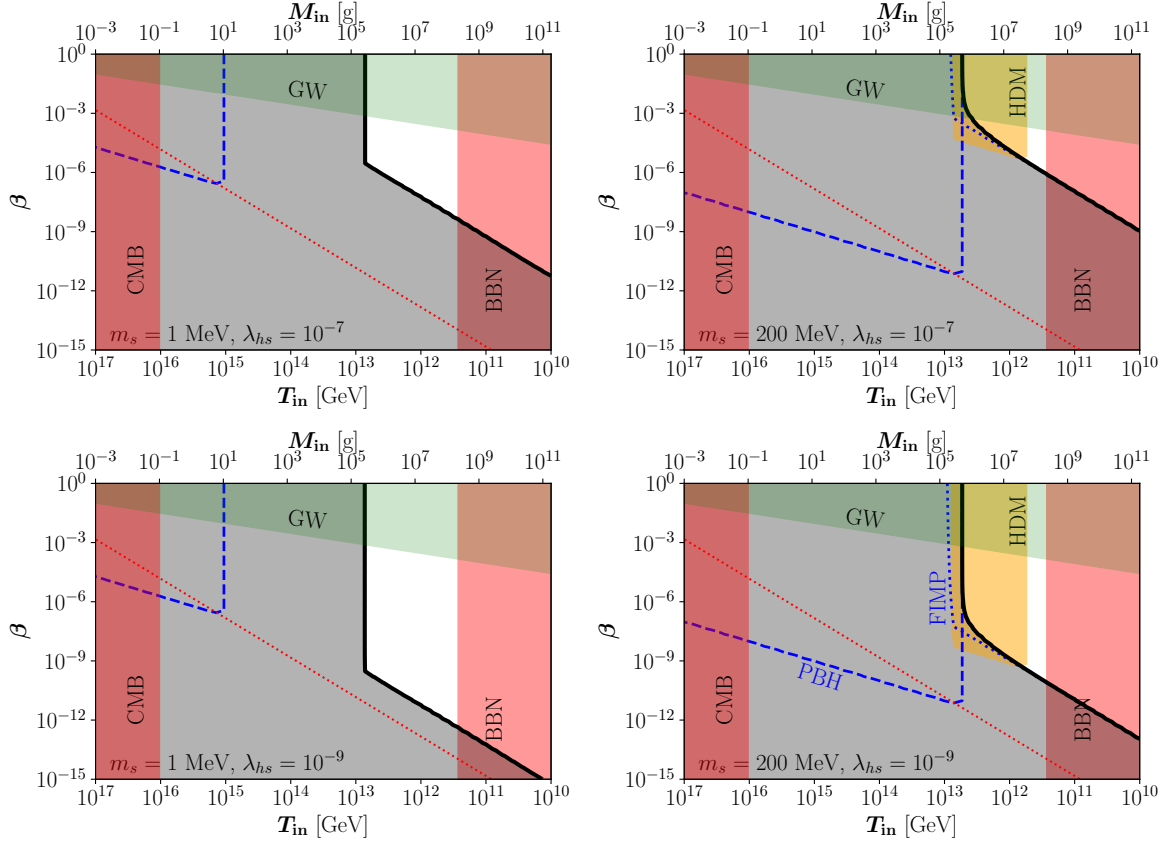 M_in [g]
10^-3 10^-1 10^1 10^3 10^5 10^7 10^9 10^11
10^0
10^-3
10^-6
10^-9
10^-12
10^-15
β
GW
CMB
BBN
m_s = 1 MeV, λ_hs = 10^-7
10^17 10^16 10^15 10^14 10^13 10^12 10^11 10^10
T_in [GeV]
M_in [g]
10^-3 10^-1 10^1 10^3 10^5 10^7 10^9 10^11
10^0
10^-3
10^-6
10^-9
10^-12
10^-15
β
GW
HDM
CMB
BBN
m_s = 200 MeV, λ_hs = 10^-7
10^17 10^16 10^15 10^14 10^13 10^12 10^11 10^10
T_in [GeV]
M_in [g]
10^-3 10^-1 10^1 10^3 10^5 10^7 10^9 10^11
10^0
10^-3
10^-6
10^-9
10^-12
10^-15
β
GW
CMB
BBN
m_s = 1 MeV, λ_hs = 10^-9
10^17 10^16 10^15 10^14 10^13 10^12 10^11 10^10
T_in [GeV]
M_in [g]
10^-3 10^-1 10^1 10^3 10^5 10^7 10^9 10^11
10^0
10^-3
10^-6
10^-9
10^-12
10^-15
β
GW
HDM
FIMP
PBH
CMB
BBN
m_s = 200 MeV, λ_hs = 10^-9
10^17 10^16 10^15 10^14 10^13 10^12 10^11 10^10
T_in [GeV]